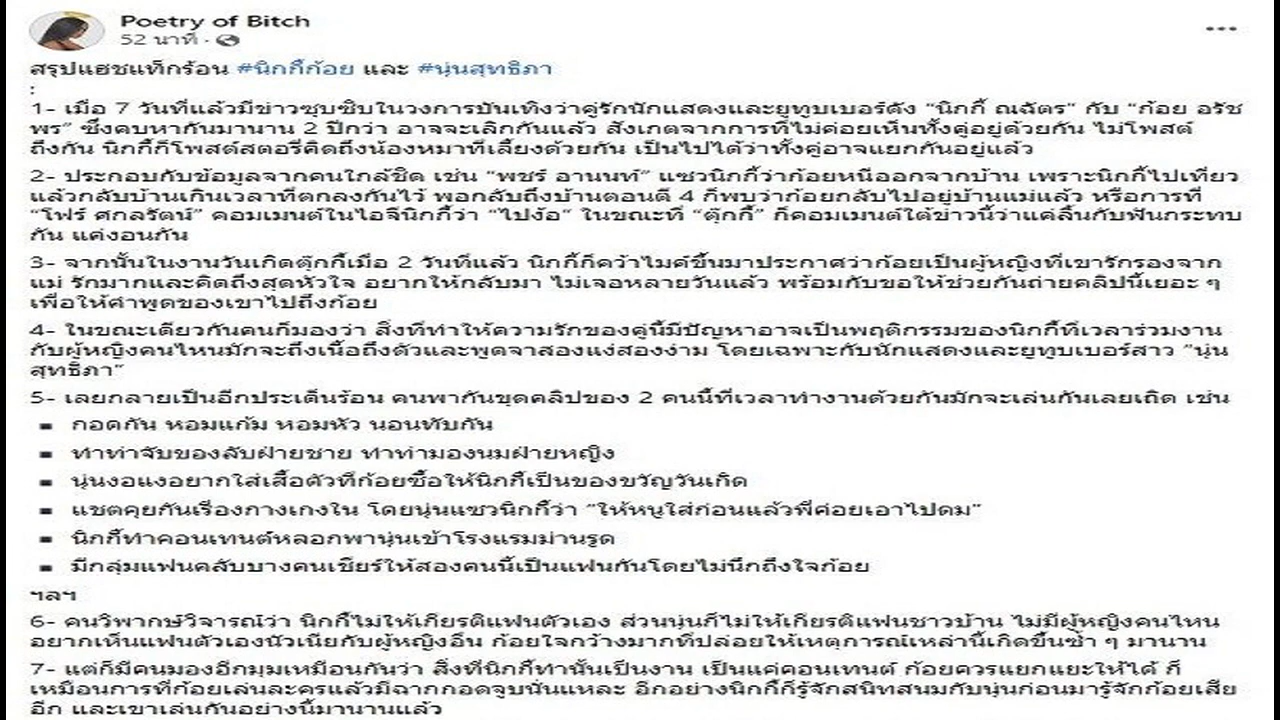 Poetry of Bitch
52 นาที ·
สรุปแฮชแท็กร้อน #นิกกี้ก้อย และ #นุ่นสุทธิภา
:
1- เมื่อ 7 วันที่แล้วมีข่าวซุบซิบในวงการบันเทิงว่าคู่รักนักแสดงและยูทูบเบอร์ดัง "นิกกี้ ณฉัตร" กับ "ก้อย อรัช
พร" ซึ่งคบหากันมานาน 2 ปีกว่า อาจจะเลิกกันแล้ว สังเกตจากการที่ไม่ค่อยเห็นทั้งคู่อยู่ด้วยกัน ไม่โพสต์
ถึงกัน นิกกี้ก็โพสต์สตอรี่คิดถึงน้องหมาที่เลี้ยงด้วยกัน เป็นไปได้ว่าทั้งคู่อาจแยกกันอยู่แล้ว
2- ประกอบกับข้อมูลจากคนใกล้ชิด เช่น "พชร์ อานนท์" แซวนิกกี้ว่าก้อยหนีออกจากบ้าน เพราะนิกกี้ไปเที่ยว
แล้วกลับบ้านเกินเวลาที่ตกลงกันไว้ พอกลับถึงบ้านตอนตี 4 ก็พบว่าก้อยกลับไปอยู่บ้านแม่แล้ว หรือการที่
"โฟร์ ศกลรัตน์" คอมเมนต์ในไอจีนิกกี้ว่า "ไปง้อ" ในขณะที่ "ตุ๊กกี้" ก็คอมเมนต์ใต้ข่าวนี้ว่าแค่ลิ้นกับฟันกระทบ
กัน แค่งอนกัน
3- จากนั้นในงานวันเกิดตุ๊กกี้เมื่อ 2 วันที่แล้ว นิกกี้ก็คว้าไมค์ขึ้นมาประกาศว่าก้อยเป็นผู้หญิงที่เขารักรองจาก
แม่ รักมากและคิดถึงสุดหัวใจ อยากให้กลับมา ไม่เจอหลายวันแล้ว พร้อมกับขอให้ช่วยกันถ่ายคลิปนี้เยอะ ๆ
เพื่อให้คำพูดของเขาไปถึงก้อย
4- ในขณะเดียวกันคนก็มองว่า สิ่งที่ทำให้ความรักของคู่นี้มีปัญหาอาจเป็นพฤติกรรมของนิกกี้ที่เวลาร่วมงาน
กับผู้หญิงคนไหนมักจะถึงเนื้อถึงตัวและพูดจาสองแง่สองง่าม โดยเฉพาะกับนักแสดงและยูทูบเบอร์สาว "นุ่น
สุทธิภา"
5- เลยกลายเป็นอีกประเด็นร้อน คนพากันขุดคลิปของ 2 คนนี้ที่เวลาทำงานด้วยกันมักจะเล่นกันเลยเถิด เช่น
▪ กอดกัน หอมแก้ม หอมหัว นอนทับกัน
▪ ทำท่าจับของลับฝ่ายชาย ทำท่ามองนมฝ่ายหญิง
▪ นุ่นงอแงอยากใส่เสื้อตัวที่ก้อยซื้อให้นิกกี้เป็นของขวัญวันเกิด
▪ แชตคุยกันเรื่องกางเกงใน โดยนุ่นแซวนิกกี้ว่า "ให้หนูใส่ก่อนแล้วพี่ค่อยเอาไปดม"
▪ นิกกี้ทำคอนเทนต์หลอกพานุ่นเข้าโรงแรมม่านรูด
▪ มีกลุ่มแฟนคลับบางคนเชียร์ให้สองคนนี้เป็นแฟนกันโดยไม่นึกถึงใจก้อย
ฯลฯ
6- คนวิพากษ์วิจารณ์ว่า นิกกี้ไม่ให้เกียรติแฟนตัวเอง ส่วนนุ่นก็ไม่ให้เกียรติแฟนชาวบ้าน ไม่มีผู้หญิงคนไหน
อยากเห็นแฟนตัวเองนัวเนียกับผู้หญิงอื่น ก้อยใจกว้างมากที่ปล่อยให้เหตุการณ์เหล่านี้เกิดขึ้นซ้ำ ๆ มานาน
7- แต่ก็มีคนมองอีกมุมเหมือนกันว่า สิ่งที่นิกกี้ทำนั้นเป็นงาน เป็นแค่คอนเทนต์ ก้อยควรแยกแยะให้ได้ ก็
เหมือนการที่ก้อยเล่นละครแล้วมีฉากกอดจูบนั่นแหละ อีกอย่างนิกกี้ก็รู้จักสนิทสนมกับนุ่นก่อนมารู้จักก้อยเสีย
อีก และเขาเล่นกันอย่างนี้มานานแล้ว